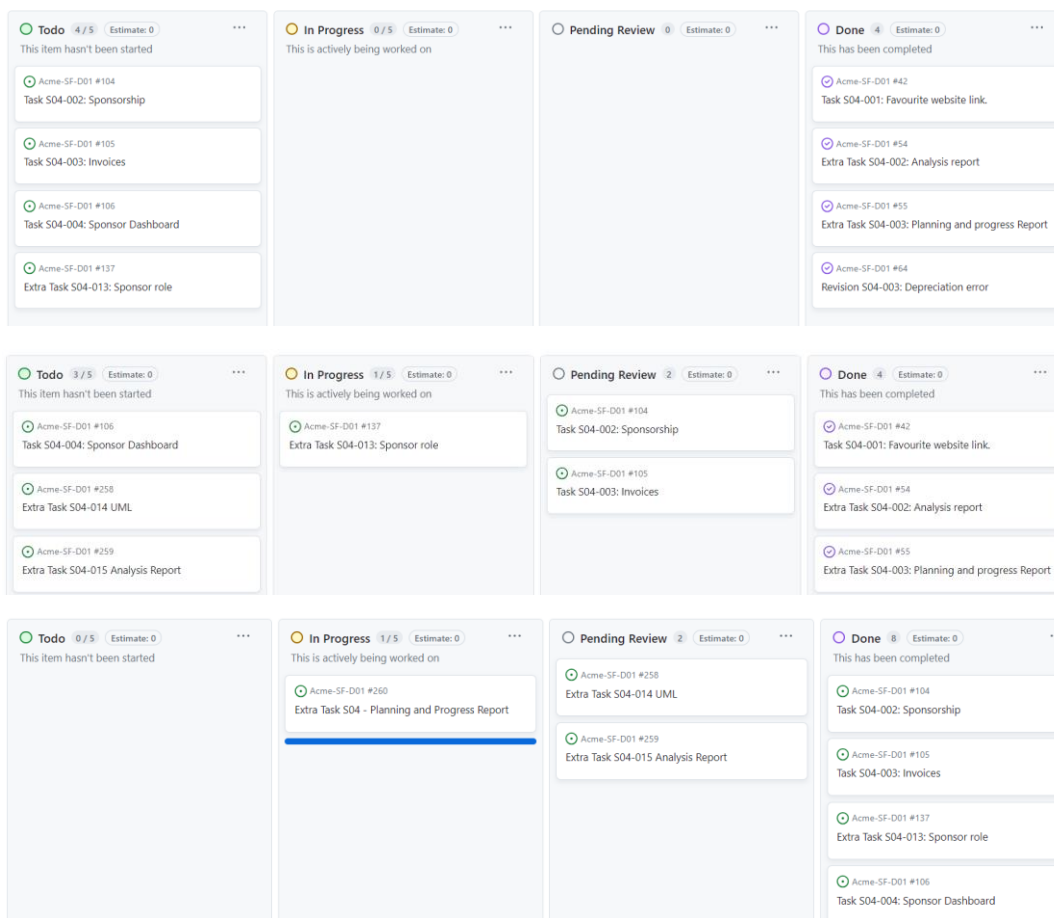 Todo 4 / 5 Estimate: 0 ...
This item hasn't been started
Acme-SF-D01 #104
Task S04-002: Sponsorship
Acme-SF-D01 #105
Task S04-003: Invoices
Acme-SF-D01 #106
Task S04-004: Sponsor Dashboard
Acme-SF-D01 #137
Extra Task S04-013: Sponsor role
In Progress 0 / 5 Estimate: 0 ...
This is actively being worked on
Pending Review 0 Estimate: 0 ...
Done 4 Estimate: 0 ...
This has been completed
Acme-SF-D01 #42
Task S04-001: Favourite website link.
Acme-SF-D01 #54
Extra Task S04-002: Analysis report
Acme-SF-D01 #55
Extra Task S04-003: Planning and progress Report
Acme-SF-D01 #64
Revision S04-003: Depreciation error
Todo 3 / 5 Estimate: 0 ...
This item hasn't been started
Acme-SF-D01 #106
Task S04-004: Sponsor Dashboard
Acme-SF-D01 #258
Extra Task S04-014 UML
Acme-SF-D01 #259
Extra Task S04-015 Analysis Report
In Progress 1 / 5 Estimate: 0 ...
This is actively being worked on
Acme-SF-D01 #137
Extra Task S04-013: Sponsor role
Pending Review 2 Estimate: 0 ...
Acme-SF-D01 #104
Task S04-002: Sponsorship
Acme-SF-D01 #105
Task S04-003: Invoices
Done 4 Estimate: 0 ...
This has been completed
Acme-SF-D01 #42
Task S04-001: Favourite website link.
Acme-SF-D01 #54
Extra Task S04-002: Analysis report
Acme-SF-D01 #55
Extra Task S04-003: Planning and progress Report
Todo 0 / 5 Estimate: 0 ...
This item hasn't been started
In Progress 1 / 5 Estimate: 0 ...
This is actively being worked on
Acme-SF-D01 #260
Extra Task S04 - Planning and Progress Report
Pending Review 2 Estimate: 0 ...
Acme-SF-D01 #258
Extra Task S04-014 UML
Acme-SF-D01 #259
Extra Task S04-015 Analysis Report
Done 8 Estimate: 0
This has been completed
Acme-SF-D01 #104
Task S04-002: Sponsorship
Acme-SF-D01 #105
Task S04-003: Invoices
Acme-SF-D01 #137
Extra Task S04-013: Sponsor role
Acme-SF-D01 #106
Task S04-004: Sponsor Dashboard